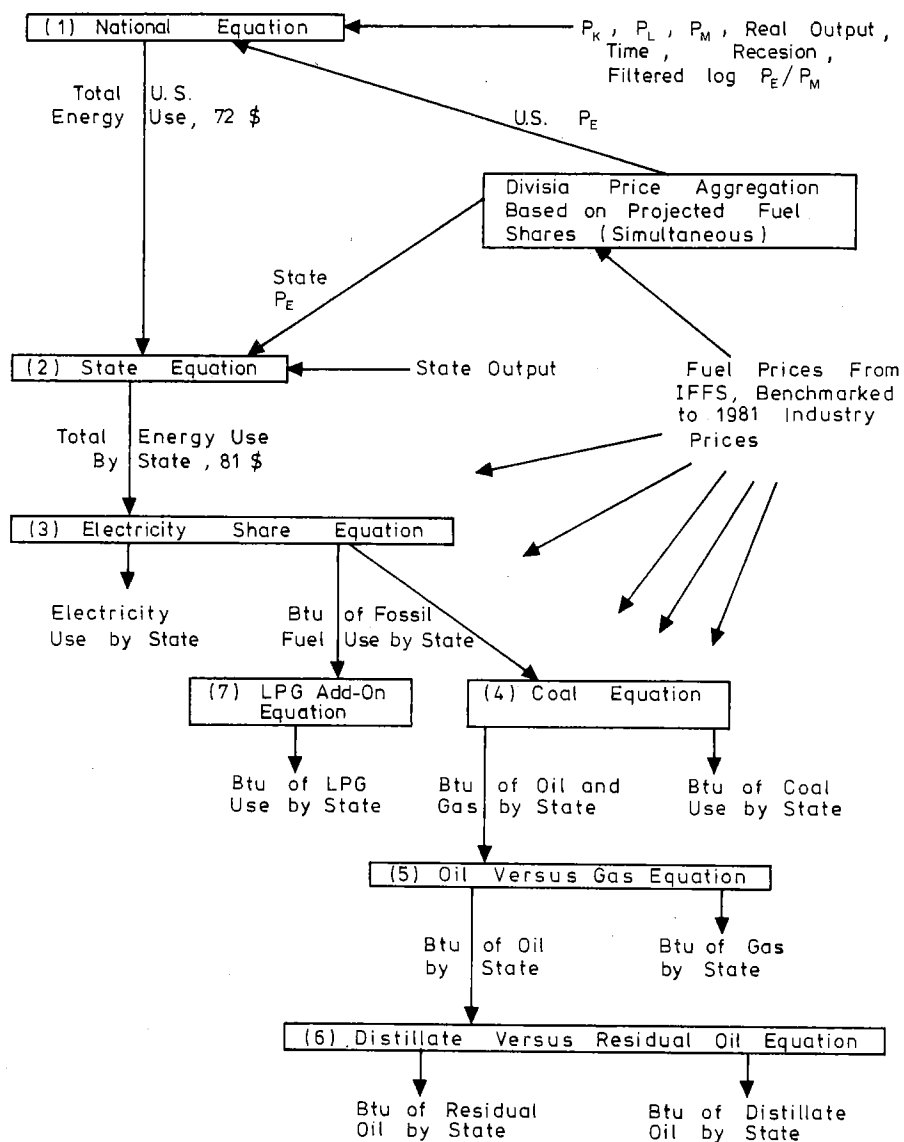 (1) National Equation
P_K, P_L, P_M, Real Output,
Time, Recesion,
Filtered log P_E/P_M
Total U.S.
Energy Use, 72 $
U.S. P_E
Divisia Price Aggregation
Based on Projected Fuel
Shares (Simultaneous)
State
P_E
(2) State Equation
State Output
Fuel Prices From
IFFS, Benchmarked
to 1981 Industry
Prices
Total Energy Use
By State, 81 $
(3) Electricity Share Equation
Electricity
Use by State
Btu of Fossil
Fuel Use by State
(7) LPG Add-On
Equation
(4) Coal Equation
Btu of LPG
Use by State
Btu of Oil and
Gas by State
Btu of Coal
Use by State
(5) Oil Versus Gas Equation
Btu of Oil
by State
Btu of Gas
by State
(6) Distillate Versus Residual Oil Equation
Btu of Residual
Oil by State
Btu of Distillate
Oil by State